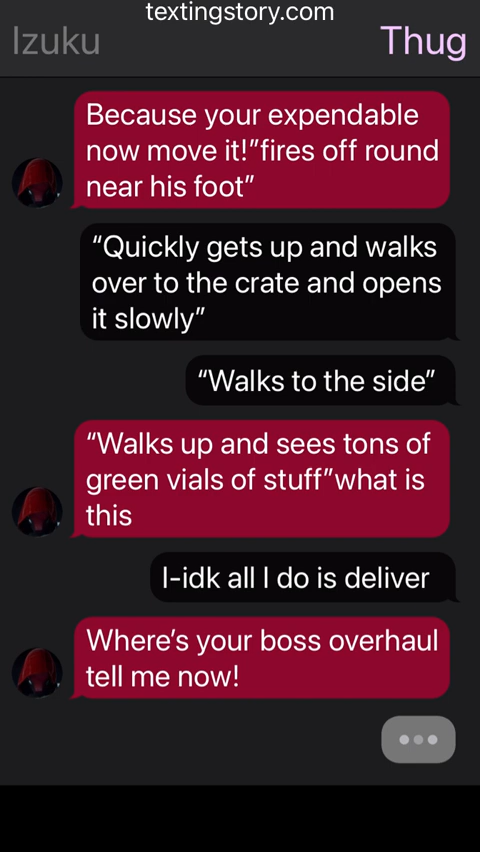 textingstory.com
Izuku
Thug
Because your expendable
now move it!”fires off round
near his foot”
“Quickly gets up and walks
over to the crate and opens
it slowly”
“Walks to the side”
“Walks up and sees tons of
green vials of stuff”what is
this
I-idk all I do is deliver
Where’s your boss overhaul
tell me now!